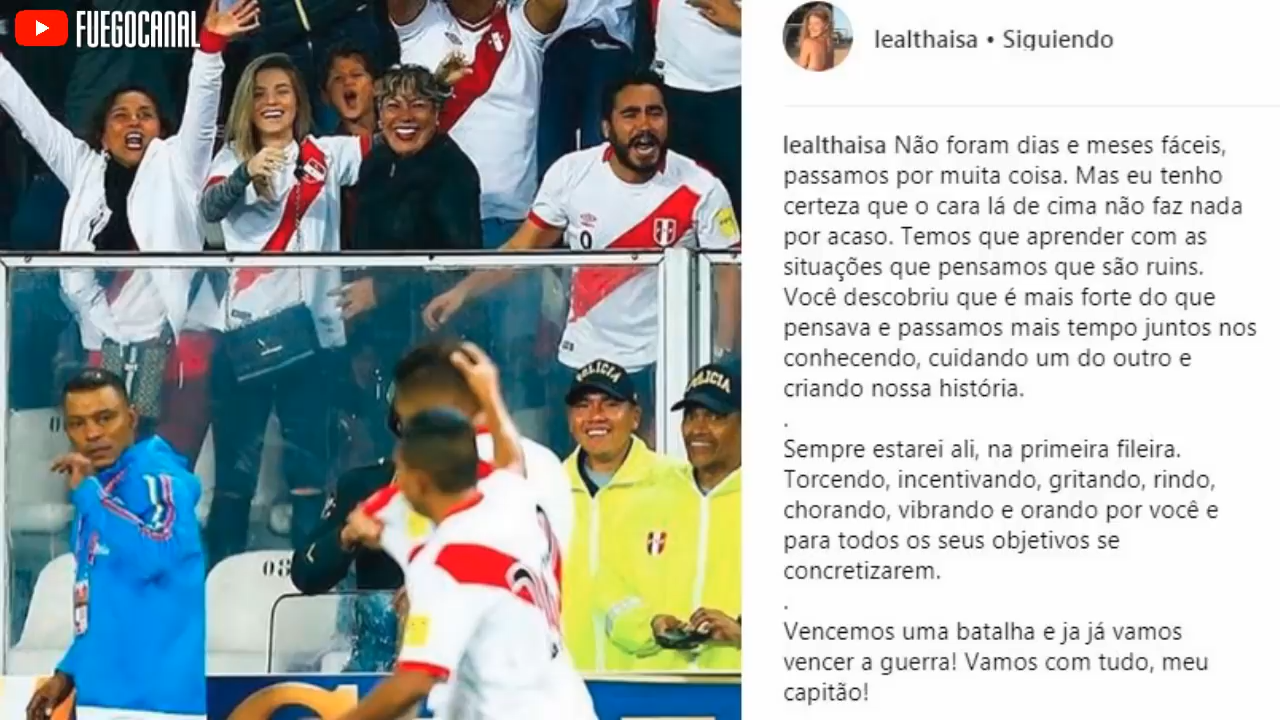 FUEGOCANAL
lealthaisa • Siguiendo
lealthaisa Não foram dias e meses fáceis,
passamos por muita coisa. Mas eu tenho
certeza que o cara lá de cima não faz nada
por acaso. Temos que aprender com as
situações que pensamos que são ruins.
Você descobriu que é mais forte do que
pensava e passamos mais tempo juntos nos
conhecendo, cuidando um do outro e
criando nossa história.
.
Sempre estarei ali, na primeira fileira.
Torcendo, incentivando, gritando, rindo,
chorando, vibrando e orando por você e
para todos os seus objetivos se
concretizarem.
.
Vencemos uma batalha e ja já vamos
vencer a guerra! Vamos com tudo, meu
capitão!
POLICIA
POLICIA
08